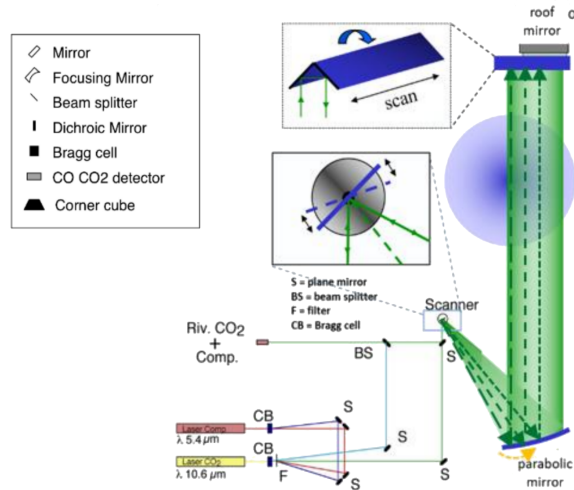 Mirror
Focusing Mirror
Beam splitter
Dichroic Mirror
Bragg cell
CO CO2 detector
Corner cube
roof
mirror
scan
S = plane mirror
BS = beam splitter
F = filter
CB = Bragg cell
Scanner
Riv. CO2
+
Comp.
BS
S
CB
S
Laser Comp
λ 5.4 µm
CB
S
Laser CO2
λ 10.6 µm
F
S
S
parabolic
mirror